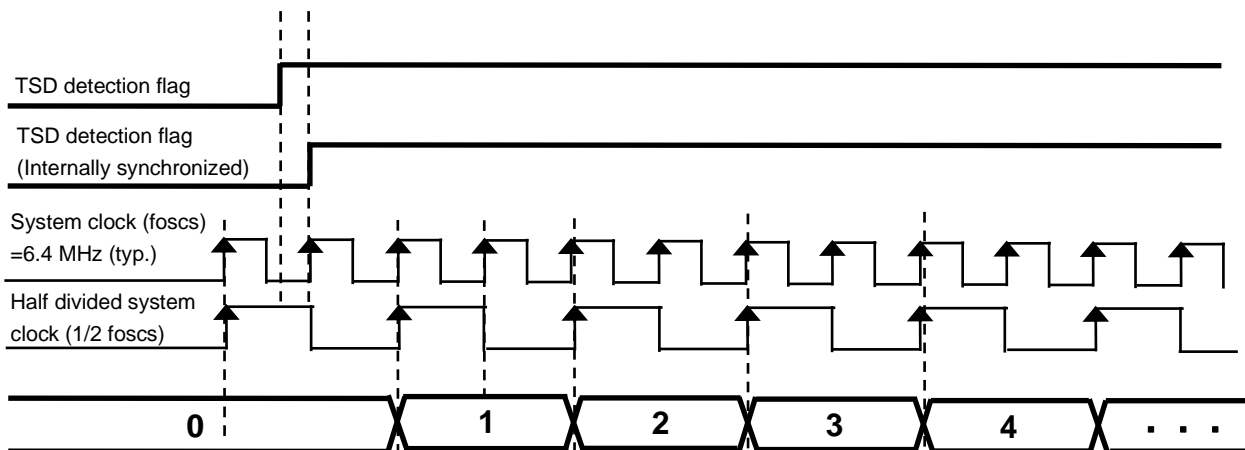 TSD detection flag
TSD detection flag
(Internally synchronized)
System clock (foscs)
=6.4 MHz (typ.)
Half divided system
clock (1/2 foscs)
0 1 2 3 4 . . .